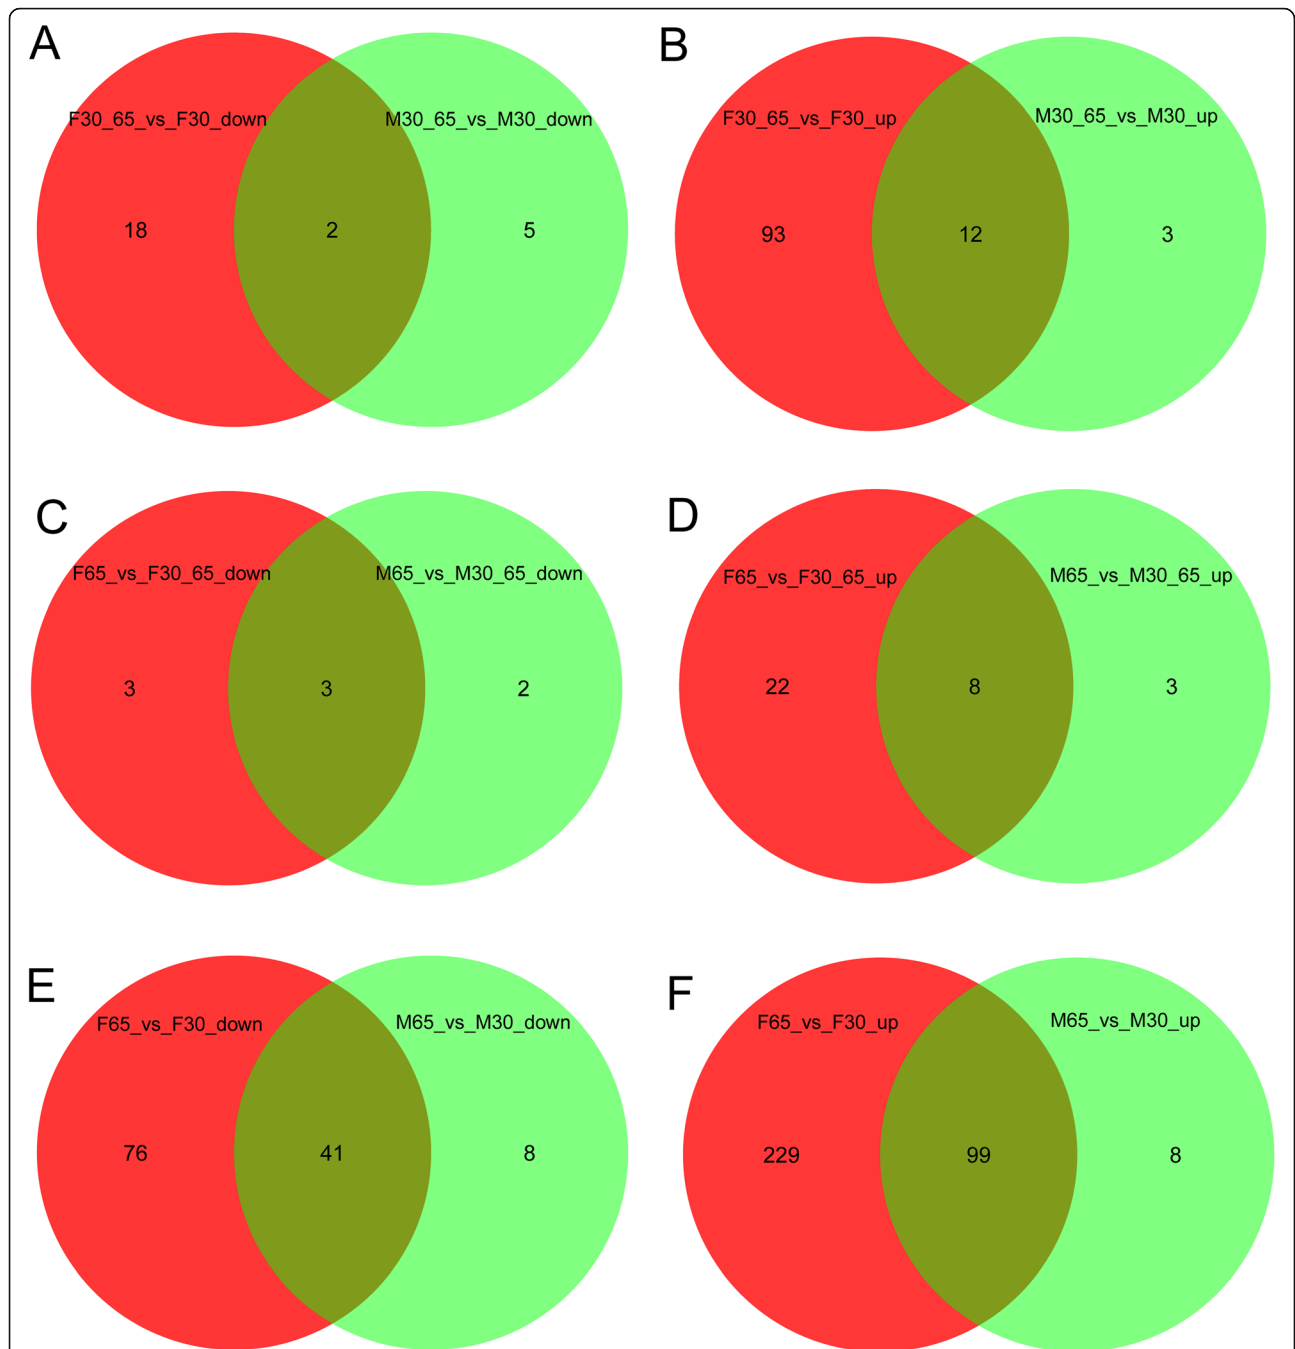 A
F30_65_vs_F30_down
M30_65_vs_M30_down
18
2
5
B
F30_65_vs_F30_up
M30_65_vs_M30_up
93
12
3
C
F65_vs_F30_65_down
M65_vs_M30_65_down
3
3
2
D
F65_vs_F30_65_up
M65_vs_M30_65_up
22
8
3
E
F65_vs_F30_down
M65_vs_M30_down
76
41
8
F
F65_vs_F30_up
M65_vs_M30_up
229
99
8